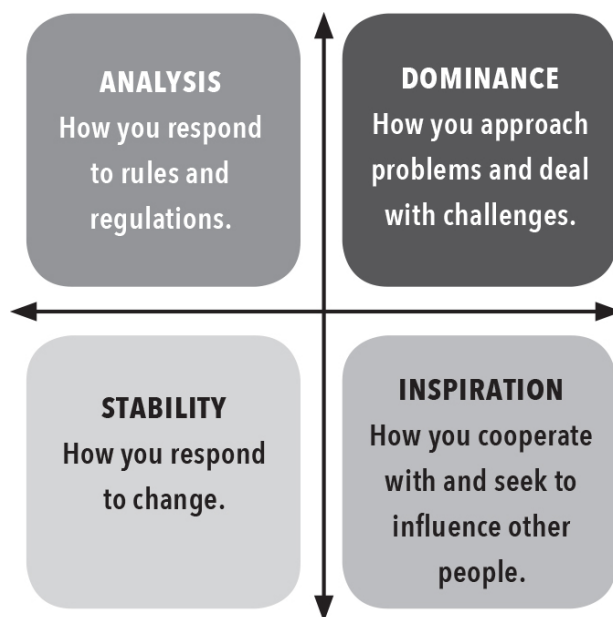 ANALYSIS
How you respond
to rules and
regulations.
DOMINANCE
How you approach
problems and deal
with challenges.
STABILITY
How you respond
to change.
INSPIRATION
How you cooperate
with and seek to
influence other
people.